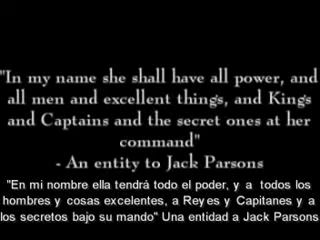 "In my name she shall have all power, and
all men and excellent things, and Kings
and Captains and the secret ones at her
command"
- An entity to Jack Parsons
"En mi nombre ella tendrá todo el poder, y  a  todos los
hombres y  cosas excelentes, a Reyes y  Capitanes y  a
los secretos bajo su mando" Una entidad a Jack Parsons